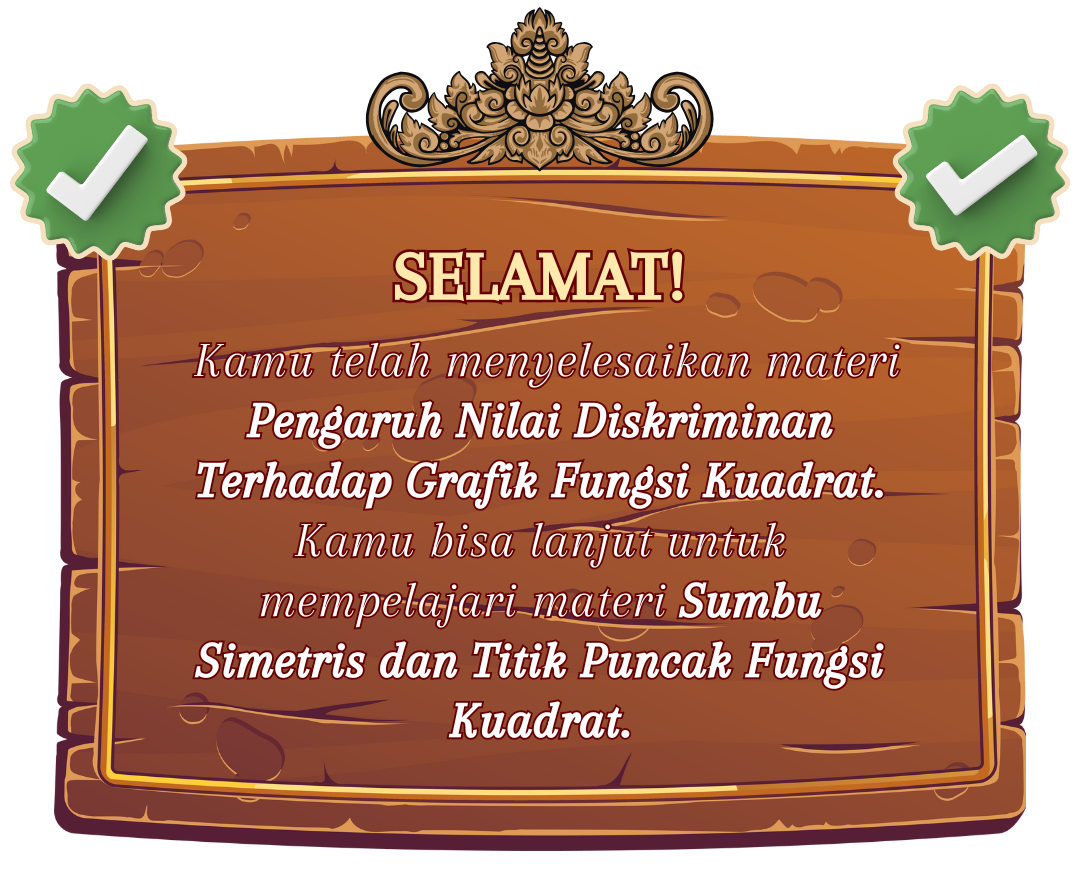 SELAMAT!
Kamu telah menyelesaikan materi
Pengaruh Nilai Diskriminan
Terhadap Grafik Fungsi Kuadrat.
Kamu bisa lanjut untuk
mempelajari materi Sumbu
Simetris dan Titik Puncak Fungsi
Kuadrat.